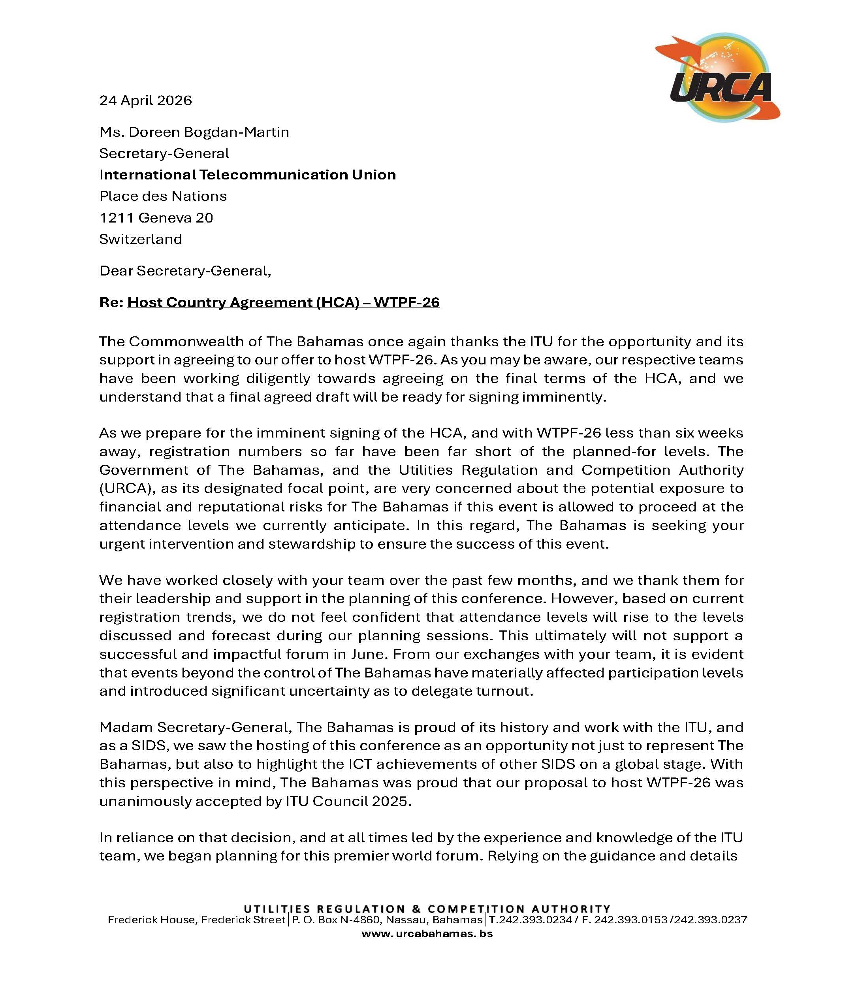 URCA
24 April 2026
Ms. Doreen Bogdan-Martin
Secretary-General
International Telecommunication Union
Place des Nations
1211 Geneva 20
Switzerland
Dear Secretary-General,
Re: Host Country Agreement (HCA) – WTPF-26
The Commonwealth of The Bahamas once again thanks the ITU for the opportunity and its
support in agreeing to our offer to host WTPF-26. As you may be aware, our respective teams
have been working diligently towards agreeing on the final terms of the HCA, and we
understand that a final agreed draft will be ready for signing imminently.
As we prepare for the imminent signing of the HCA, and with WTPF-26 less than six weeks
away, registration numbers so far have been far short of the planned-for levels. The
Government of The Bahamas, and the Utilities Regulation and Competition Authority
(URCA), as its designated focal point, are very concerned about the potential exposure to
financial and reputational risks for The Bahamas if this event is allowed to proceed at the
attendance levels we currently anticipate. In this regard, The Bahamas is seeking your
urgent intervention and stewardship to ensure the success of this event.
We have worked closely with your team over the past few months, and we thank them for
their leadership and support in the planning of this conference. However, based on current
registration trends, we do not feel confident that attendance levels will rise to the levels
discussed and forecast during our planning sessions. This ultimately will not support a
successful and impactful forum in June. From our exchanges with your team, it is evident
that events beyond the control of The Bahamas have materially affected participation levels
and introduced significant uncertainty as to delegate turnout.
Madam Secretary-General, The Bahamas is proud of its history and work with the ITU, and
as a SIDS, we saw the hosting of this conference as an opportunity not just to represent The
Bahamas, but also to highlight the ICT achievements of other SIDS on a global stage. With
this perspective in mind, The Bahamas was proud that our proposal to host WTPF-26 was
unanimously accepted by ITU Council 2025.
In reliance on that decision, and at all times led by the experience and knowledge of the ITU
team, we began planning for this premier world forum. Relying on the guidance and details
UTILITIES REGULATION & COMPETITION AUTHORITY
Frederick House, Frederick Street| P. O. Box N-4860, Nassau, Bahamas|T.242.393.0234 / F. 242.393.0153 /242.393.0237
www. urcabahamas. bs